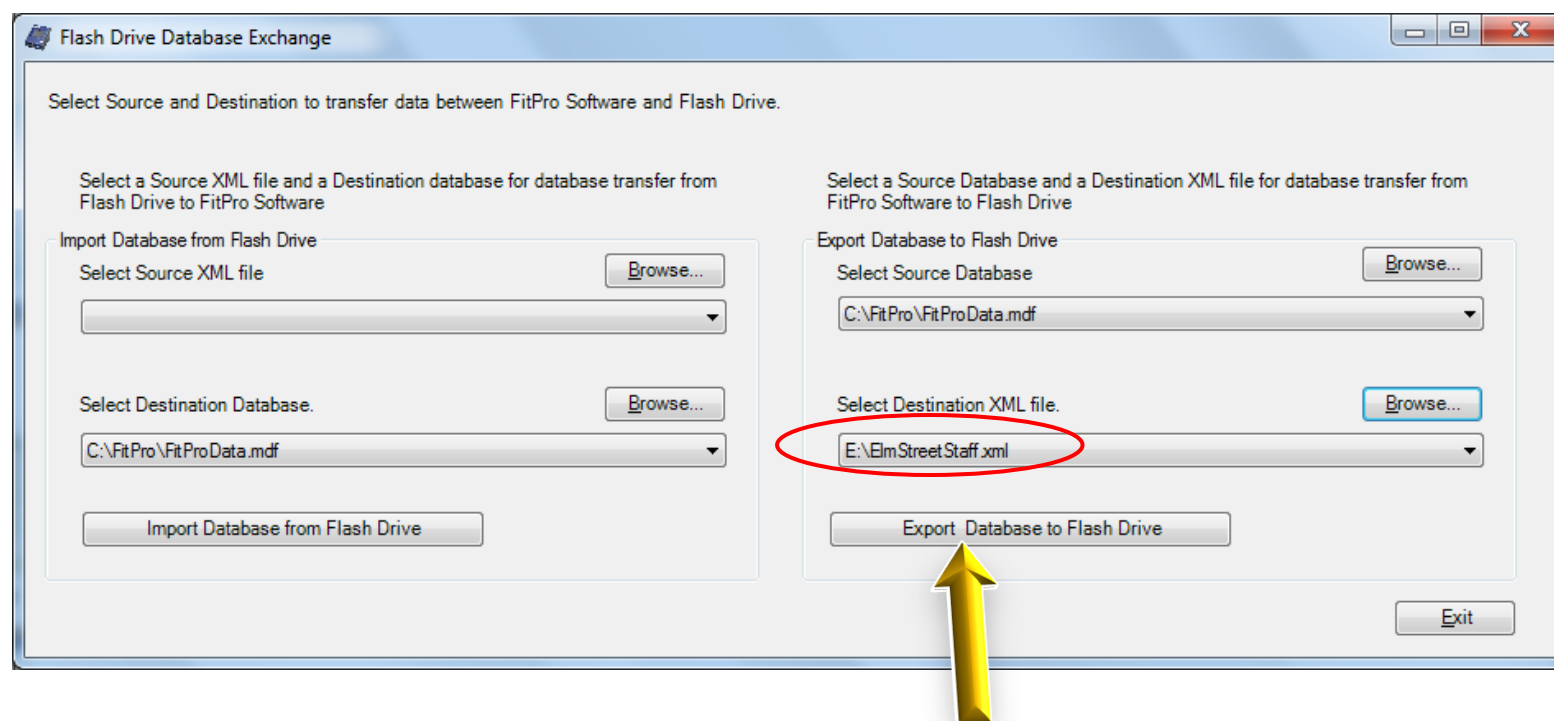 Flash Drive Database Exchange
Select Source and Destination to transfer data between FitPro Software and Flash Drive.
Select a Source XML file and a Destination database for database transfer from
Flash Drive to FitPro Software
Import Database from Flash Drive
Select Source XML file
Browse...
Select Destination Database.
Browse...
C:\FitPro\FitProData.mdf
Import Database from Flash Drive
Select a Source Database and a Destination XML file for database transfer from
FitPro Software to Flash Drive
Export Database to Flash Drive
Select Source Database
Browse...
C:\FitPro\FitProData.mdf
Select Destination XML file.
Browse...
E:\ElmStreetStaff.xml
Export  Database to Flash Drive
Exit